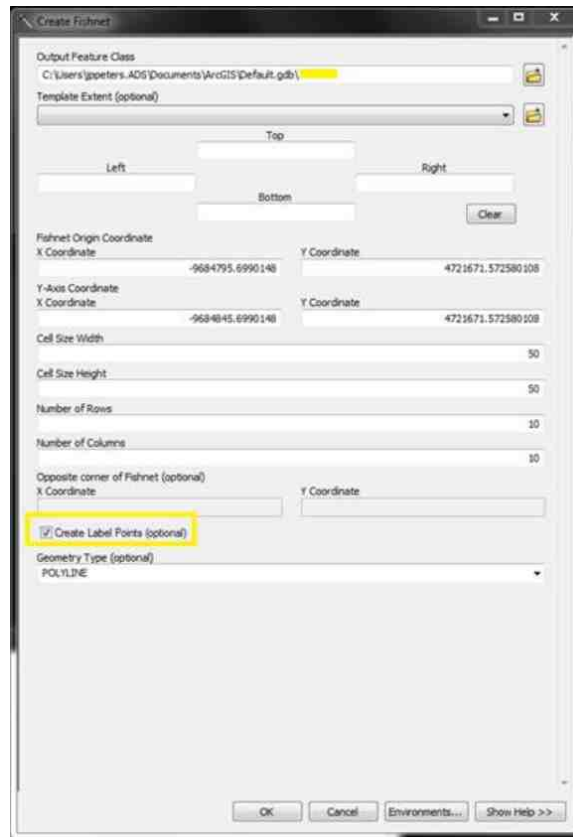 Create Fishnet
Output Feature Class
C:\Users\jppeters.ADS\Documents\ArcGIS\Default.gdb\
Template Extent (optional)
Top
Left Right
Bottom
Clear
Fishnet Origin Coordinate
X Coordinate Y Coordinate
-9684795.6990148 4721671.572580108
Y-Axis Coordinate
X Coordinate Y Coordinate
-9684845.6990148 4721671.572580108
Cell Size Width
50
Cell Size Height
50
Number of Rows
10
Number of Columns
10
Opposite corner of Fishnet (optional)
X Coordinate Y Coordinate
Create Label Points (optional)
Geometry Type (optional)
POLYLINE
OK Cancel Environments... Show Help >>